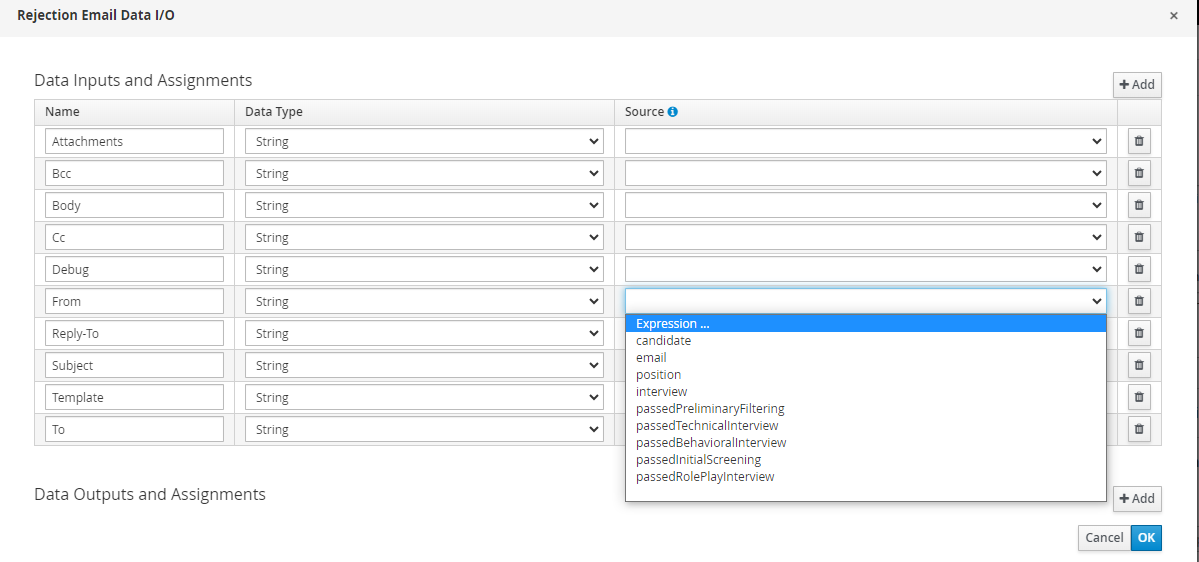 Rejection Email Data I/O ×
Data Inputs and Assignments
+ Add
Name Data Type Source
Attachments String
Bcc String
Body String
Cc String
Debug String
From String
Expression ...
candidate
email
position
interview
passedPreliminaryFiltering
passedTechnicalInterview
passedBehavioralInterview
passedInitialScreening
passedRolePlayInterview
Reply-To String
Subject String
Template String
To String
Data Outputs and Assignments
+ Add
Cancel OK